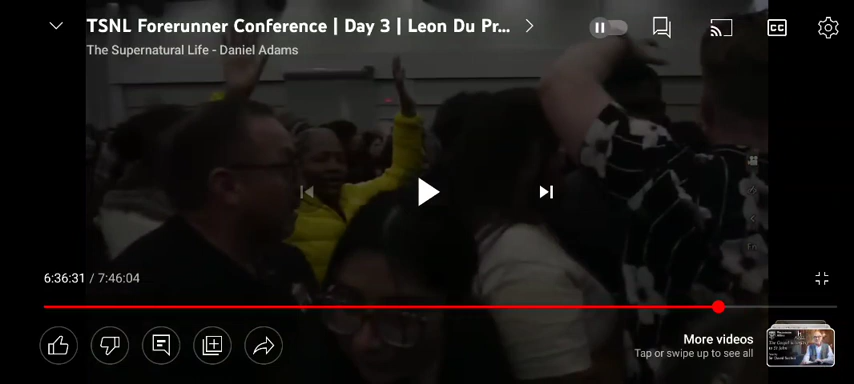 TSNL Forerunner Conference | Day 3 | Leon Du Pr...
The Supernatural Life - Daniel Adams
CC
6:36:31 / 7:46:04
More videos
Tap or swipe up to see all